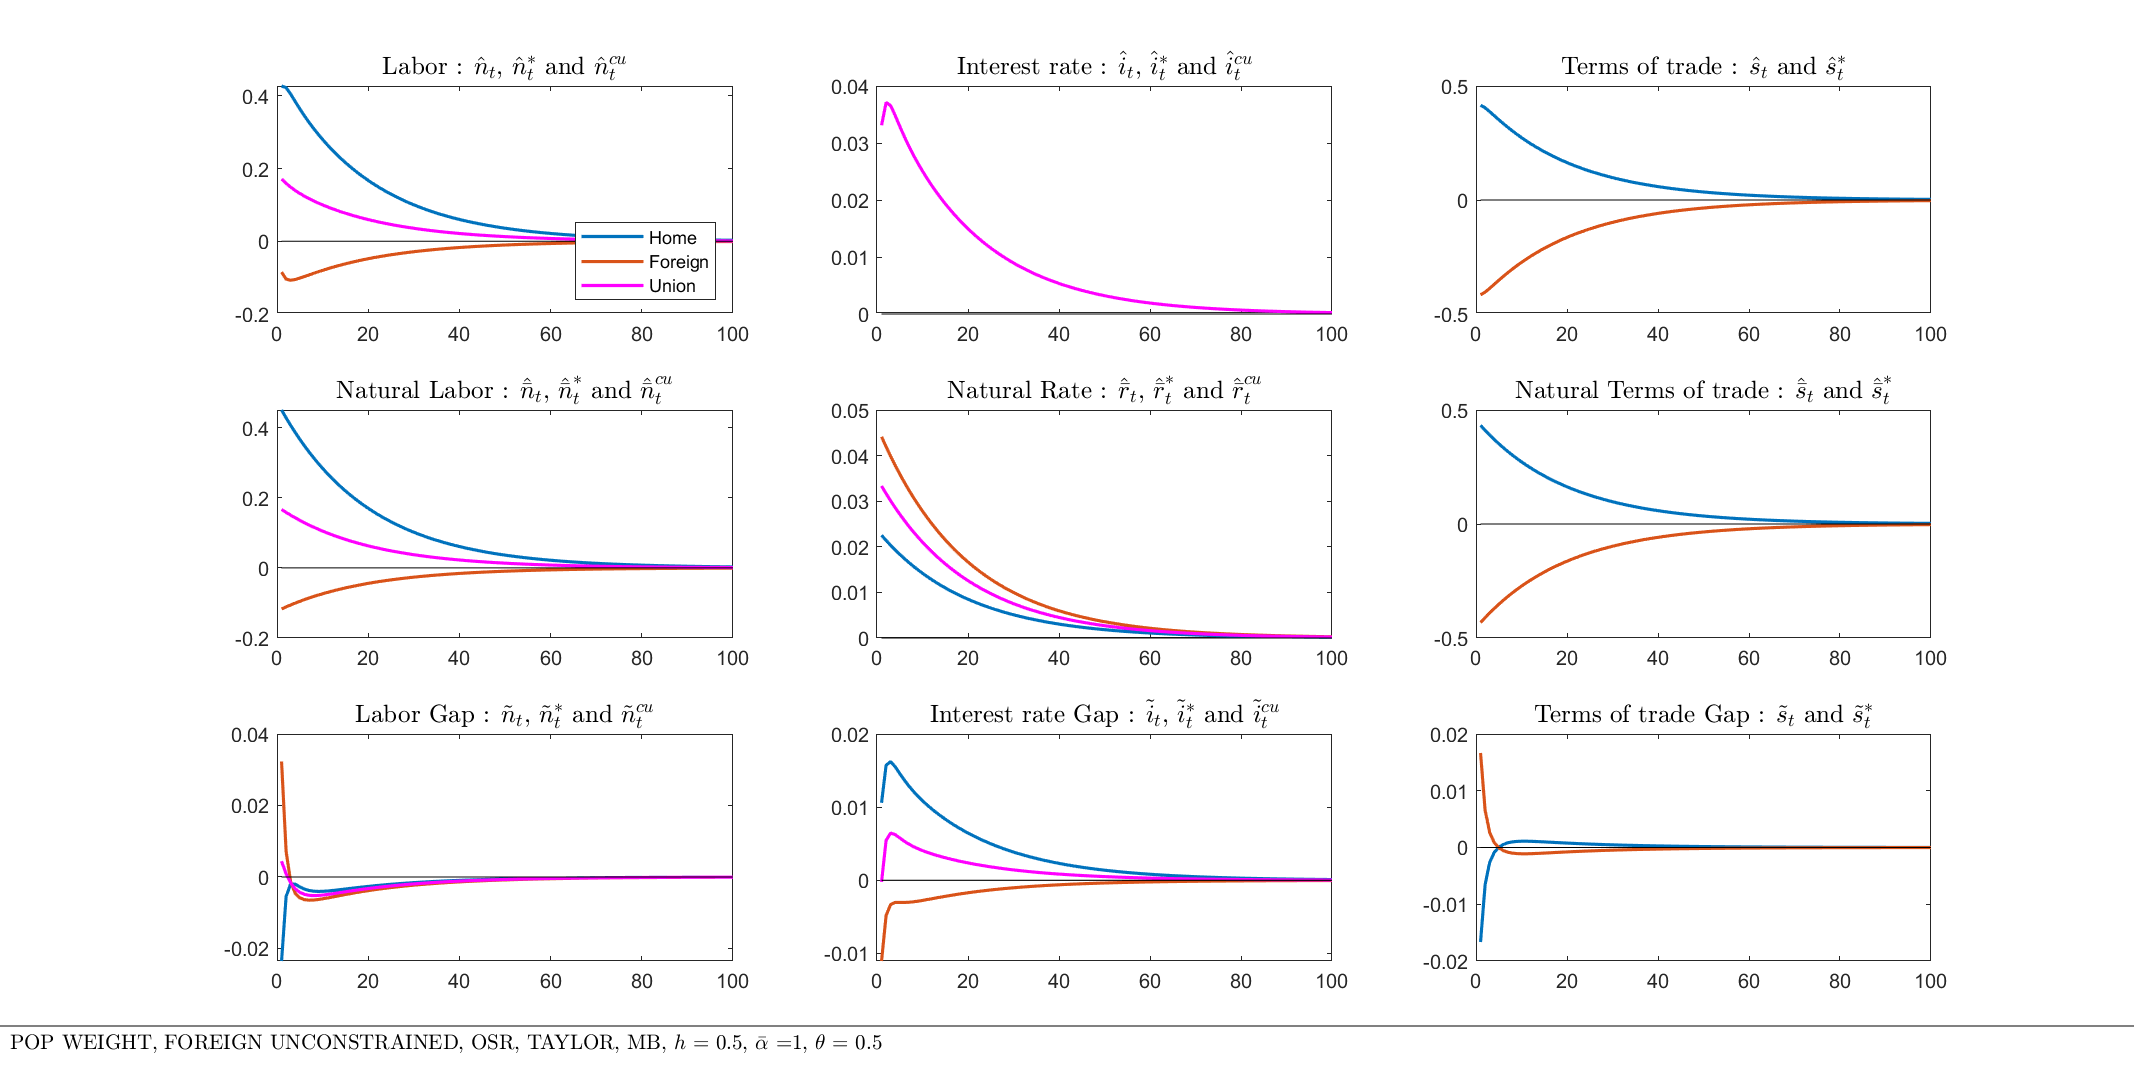 Labor : n̂ₜ, n̂ₜ* and n̂ₜᶜᵘ
Interest rate : îₜ, îₜ* and îₜᶜᵘ
Terms of trade : ŝₜ and ŝₜ*
0.4
0.2
0
-0.2
0 20 40 60 80 100
Home
Foreign
Union
0.04
0.03
0.02
0.01
0
0 20 40 60 80 100
0.5
0
-0.5
0 20 40 60 80 100
Natural Labor : n̄̂ₜ, n̄̂ₜ* and n̄̂ₜᶜᵘ
Natural Rate : r̄̂ₜ, r̄̂ₜ* and r̄̂ₜᶜᵘ
Natural Terms of trade : s̄̂ₜ and s̄̂ₜ*
0.4
0.2
0
-0.2
0 20 40 60 80 100
0.05
0.04
0.03
0.02
0.01
0
0 20 40 60 80 100
0.5
0
-0.5
0 20 40 60 80 100
Labor Gap : ñₜ, ñₜ* and ñₜᶜᵘ
Interest rate Gap : ĩₜ, ĩₜ* and ĩₜᶜᵘ
Terms of trade Gap : s̃ₜ and s̃ₜ*
0.04
0.02
0
-0.02
0 20 40 60 80 100
0.02
0.01
0
-0.01
0 20 40 60 80 100
0.02
0.01
0
-0.01
-0.02
0 20 40 60 80 100
POP WEIGHT, FOREIGN UNCONSTRAINED, OSR, TAYLOR, MB, h = 0.5, ᾱ =1, θ = 0.5